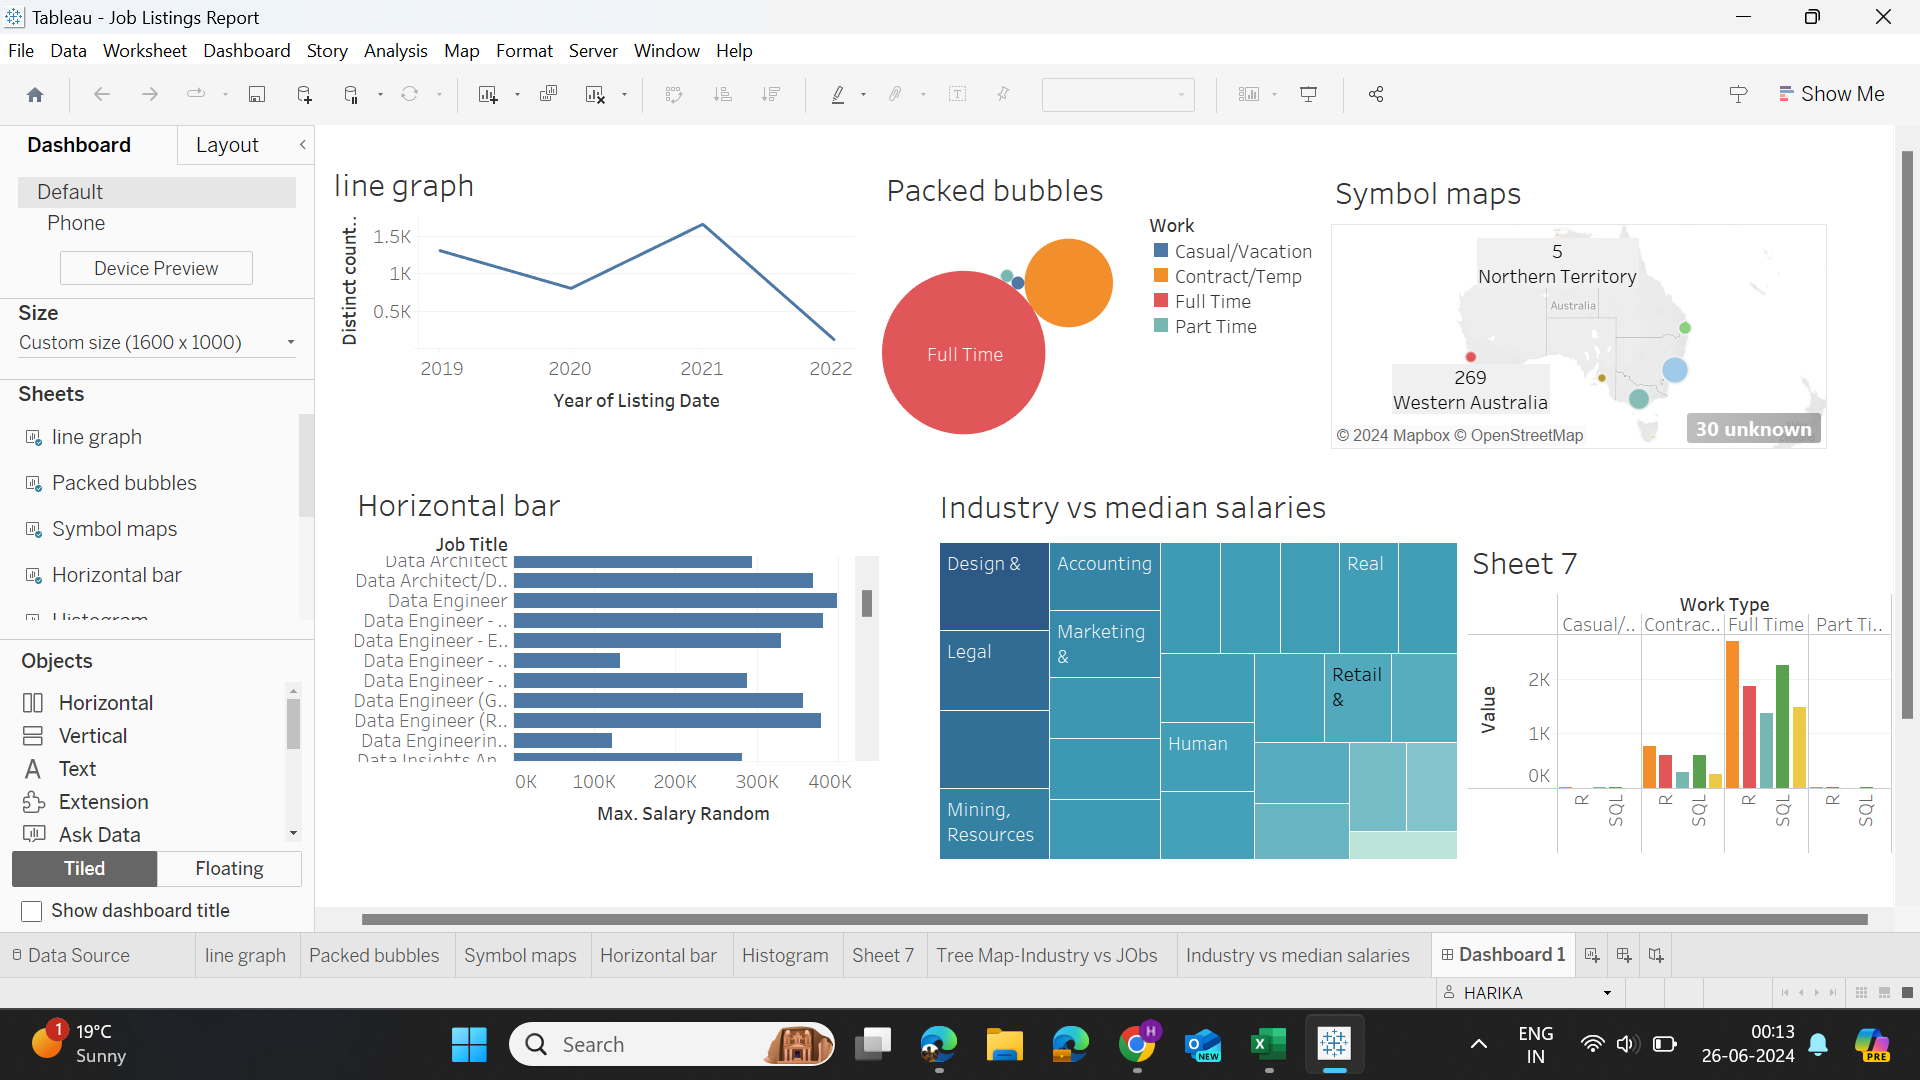 Tableau - Job Listings Report
File Data Worksheet Dashboard Story Analysis Map Format Server Window Help
Show Me
Dashboard
Layout
Default
Phone
Device Preview
Size
Custom size (1600 x 1000)
Sheets
line graph
Packed bubbles
Symbol maps
Horizontal bar
Histogram
Objects
Horizontal
Vertical
Text
Extension
Ask Data
Tiled
Floating
Show dashboard title
line graph
Distinct count..
1.5K
1K
0.5K
2019
2020
2021
2022
Year of Listing Date
Packed bubbles
Full Time
Work
Casual/Vacation
Contract/Temp
Full Time
Part Time
Symbol maps
5
Northern Territory
Australia
269
Western Australia
30 unknown
© 2024 Mapbox © OpenStreetMap
Horizontal bar
Job Title
Data Architect
Data Architect/D..
Data Engineer
Data Engineer - ..
Data Engineer - E..
Data Engineer - ..
Data Engineer - ..
Data Engineer (G..
Data Engineer (R..
Data Engineerin..
Data Insights An..
0K
100K
200K
300K
400K
Max. Salary Random
Industry vs median salaries
Design &
Legal
Mining,
Resources
Accounting
Marketing
&
Real
Retail
&
Human
Sheet 7
Work Type
Casual/..
Contrac..
Full Time
Part Ti..
Value
2K
1K
0K
R
SQL
R
SQL
R
SQL
R
SQL
Data Source
line graph
Packed bubbles
Symbol maps
Horizontal bar
Histogram
Sheet 7
Tree Map-Industry vs JObs
Industry vs median salaries
Dashboard 1
HARIKA
1
19°C
Sunny
Search
H
NEW
ENG
IN
00:13
26-06-2024
PRE